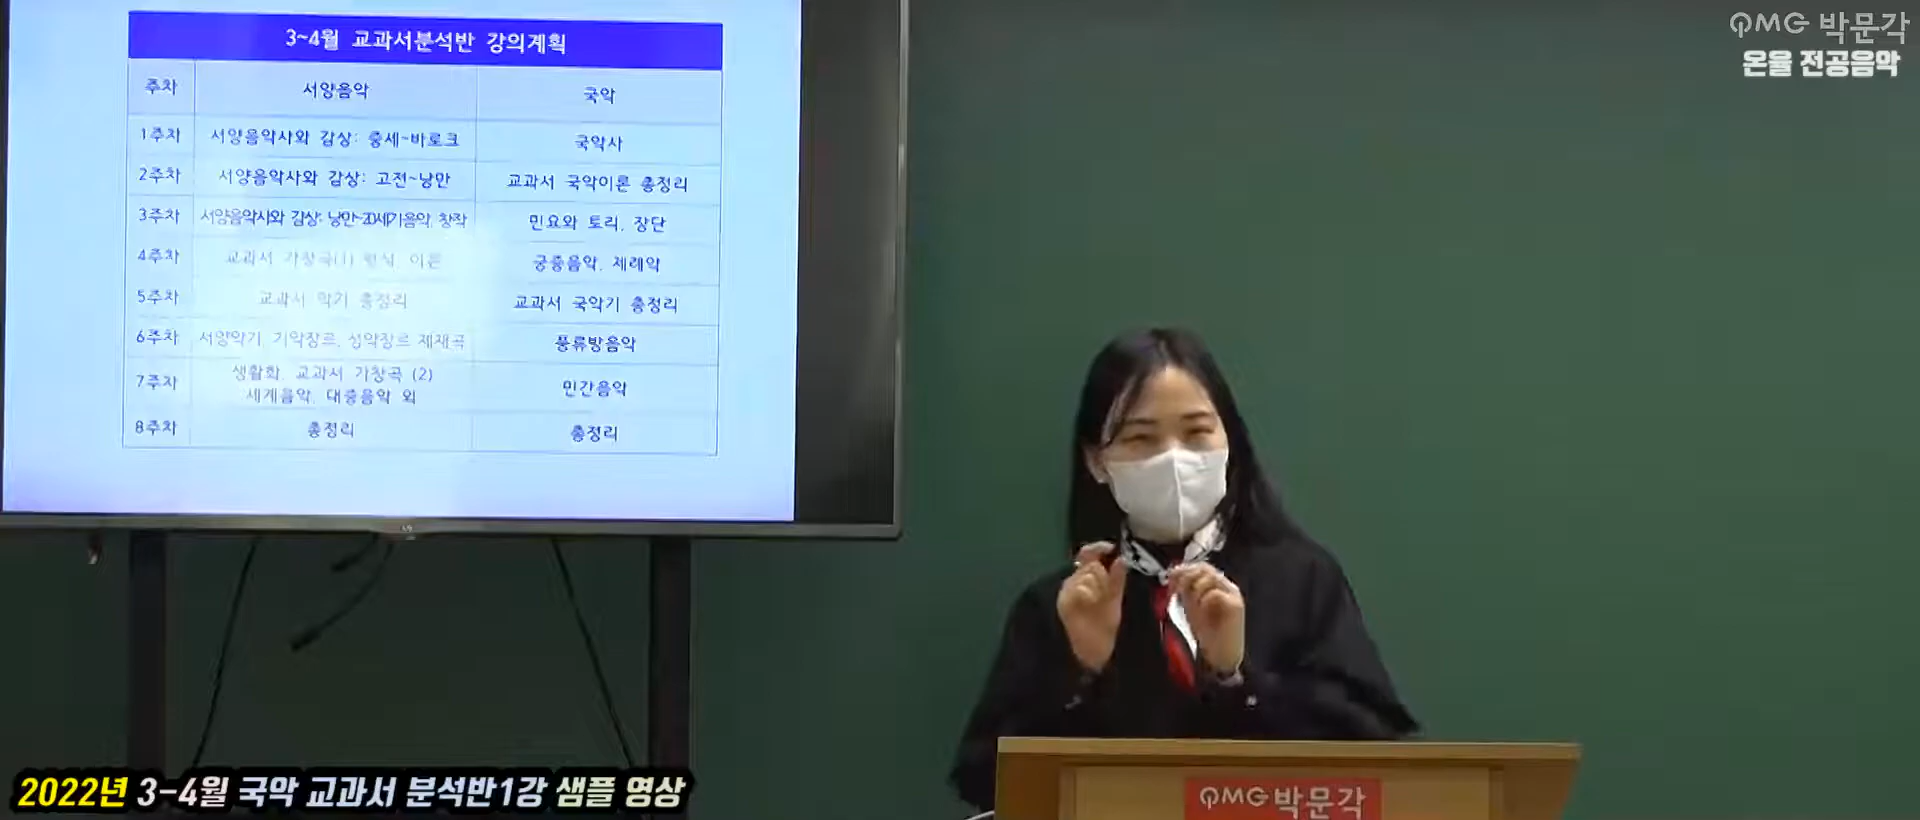 3~4월 교과서분석반 강의계획
주차 서양음악 국악
1주차 서양음악사와 감상: 중세~바로크 국악사
2주차 서양음악사와 감상: 고전~낭만 교과서 국악이론 총정리
3주차 서양음악사와 감상: 낭만~20세기음악, 창작 민요와 토리, 장단
4주차 교과서 가창곡(1) 형식, 이론 궁중음악, 제례악
5주차 교과서 악기 총정리 교과서 국악기 총정리
6주차 서양악기, 기악장르, 성악장르 제재곡 풍류방음악
7주차 생활화, 교과서 가창곡 (2) 민간음악
세계음악, 대중음악 외
8주차 총정리 총정리
PMG 박문각
온율 전공음악
PMG 박문각
2022년 3-4월 국악 교과서 분석반1강 샘플 영상